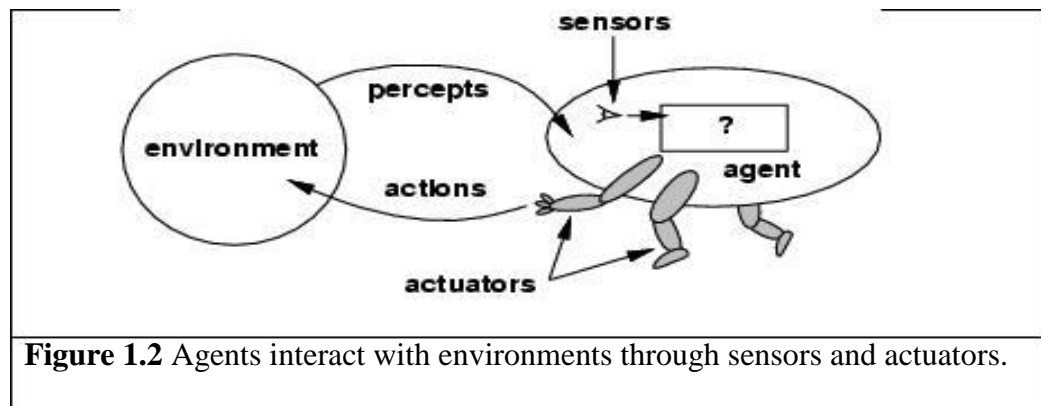 sensors
percepts
?
environment
agent
actions
actuators
Figure 1.2 Agents interact with environments through sensors and actuators.